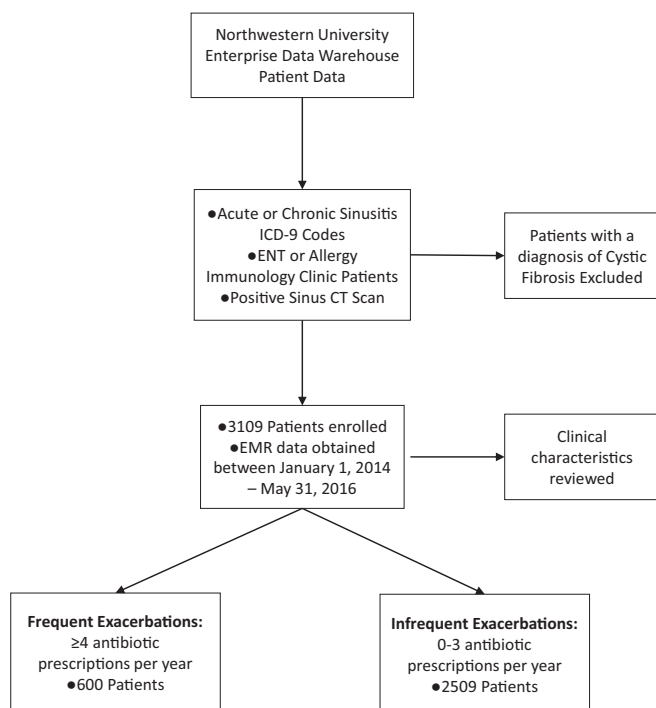 Northwestern University
Enterprise Data Warehouse
Patient Data
●Acute or Chronic Sinusitis
ICD-9 Codes
●ENT or Allergy
Immunology Clinic Patients
●Positive Sinus CT Scan
Patients with a
diagnosis of Cystic
Fibrosis Excluded
●3109 Patients enrolled
●EMR data obtained
between January 1, 2014
– May 31, 2016
Clinical
characteristics
reviewed
Frequent Exacerbations:
≥4 antibiotic
prescriptions per year
●600 Patients
Infrequent Exacerbations:
0-3 antibiotic
prescriptions per year
●2509 Patients